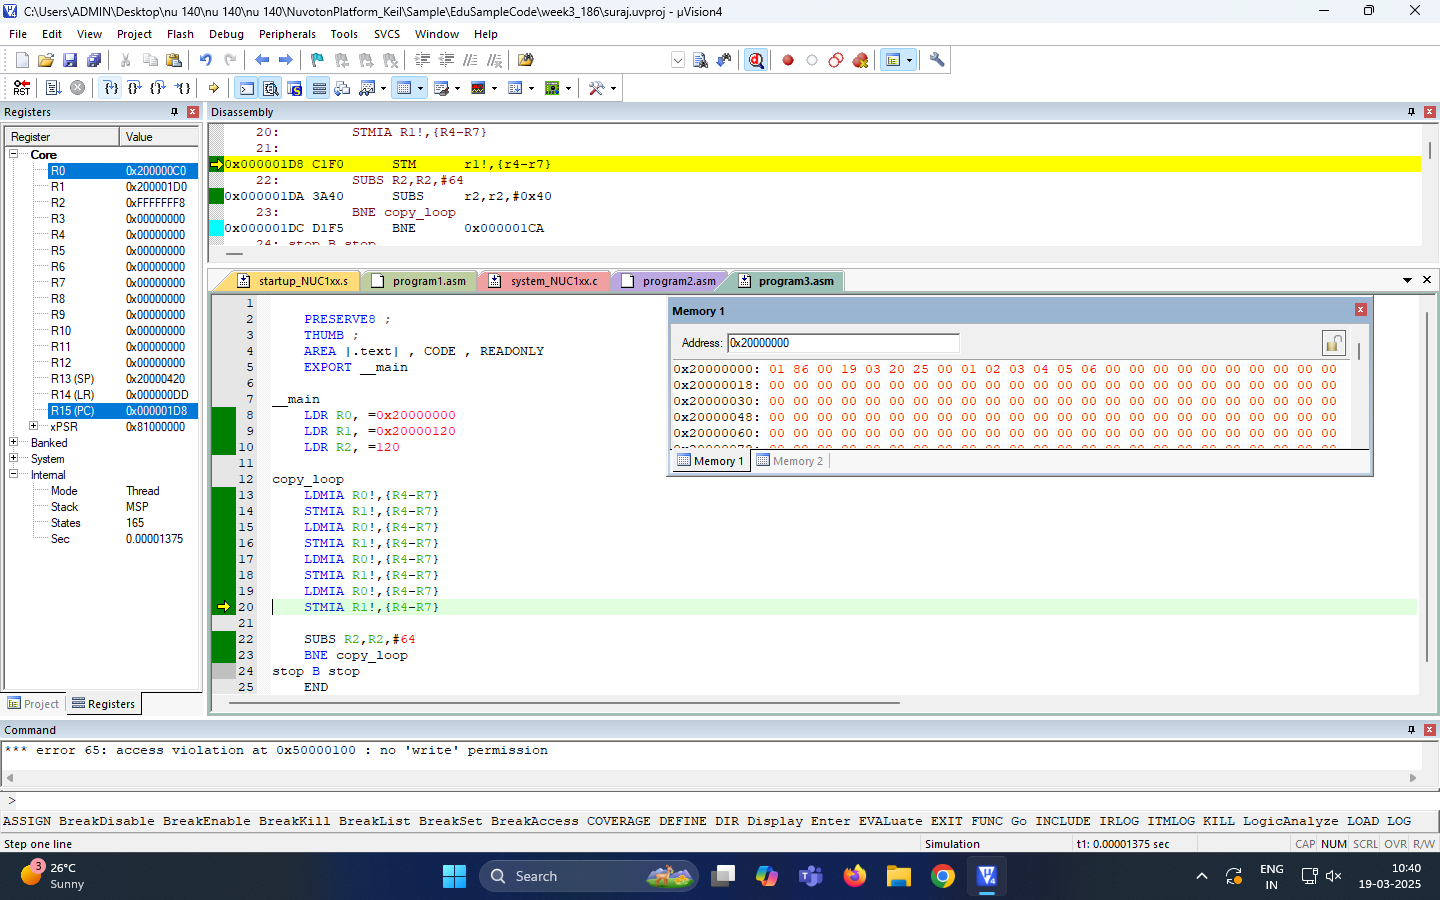 C:\Users\ADMIN\Desktop\nu 140\nu 140\nu 140\NuvotonPlatform_Keil\Sample\EduSampleCode\week3_186\suraj.uvproj - µVision4
File Edit View Project Flash Debug Peripherals Tools SVCS Window Help
Registers
Register Value
Core
R0 0x200000C0
R1 0x200001D0
R2 0xFFFFFFF8
R3 0x00000000
R4 0x00000000
R5 0x00000000
R6 0x00000000
R7 0x00000000
R8 0x00000000
R9 0x00000000
R10 0x00000000
R11 0x00000000
R12 0x00000000
R13 (SP) 0x20000420
R14 (LR) 0x000000DD
R15 (PC) 0x000001D8
xPSR 0x81000000
Banked
System
Internal
Mode Thread
Stack MSP
States 165
Sec 0.00001375
Project Registers
Disassembly
20: STMIA R1!,{R4-R7}
21:
0x000001D8 C1F0 STM r1!,{r4-r7}
22: SUBS R2,R2,#64
0x000001DA 3A40 SUBS r2,r2,#0x40
23: BNE copy_loop
0x000001DC D1F5 BNE 0x000001CA
24: stop B stop
startup_NUC1xx.s program1.asm system_NUC1xx.c program2.asm program3.asm
1
2 PRESERVE8 ;
3 THUMB ;
4 AREA |.text| , CODE , READONLY
5 EXPORT __main
6
7 __main
8 LDR R0, =0x20000000
9 LDR R1, =0x20000120
10 LDR R2, =120
11
12 copy_loop
13 LDMIA R0!,{R4-R7}
14 STMIA R1!,{R4-R7}
15 LDMIA R0!,{R4-R7}
16 STMIA R1!,{R4-R7}
17 LDMIA R0!,{R4-R7}
18 STMIA R1!,{R4-R7}
19 LDMIA R0!,{R4-R7}
20 STMIA R1!,{R4-R7}
21
22 SUBS R2,R2,#64
23 BNE copy_loop
24 stop B stop
25 END
Memory 1
Address: 0x20000000
0x20000000: 01 86 00 19 03 20 25 00 01 02 03 04 05 06 00 00 00 00 00 00 00 00 00 00
0x20000018: 00 00 00 00 00 00 00 00 00 00 00 00 00 00 00 00 00 00 00 00 00 00 00 00
0x20000030: 00 00 00 00 00 00 00 00 00 00 00 00 00 00 00 00 00 00 00 00 00 00 00 00
0x20000048: 00 00 00 00 00 00 00 00 00 00 00 00 00 00 00 00 00 00 00 00 00 00 00 00
0x20000060: 00 00 00 00 00 00 00 00 00 00 00 00 00 00 00 00 00 00 00 00 00 00 00 00
Memory 1 Memory 2
Command
*** error 65: access violation at 0x50000100 : no 'write' permission
>
ASSIGN BreakDisable BreakEnable BreakKill BreakList BreakSet BreakAccess COVERAGE DEFINE DIR Display Enter EVALuate EXIT FUNC Go INCLUDE IRLOG ITMLOG KILL LogicAnalyze LOAD LOG
Step one line Simulation t1: 0.00001375 sec CAP NUM SCRL OVR R/W
3
26°C
Sunny
Search
ENG
IN
10:40
19-03-2025